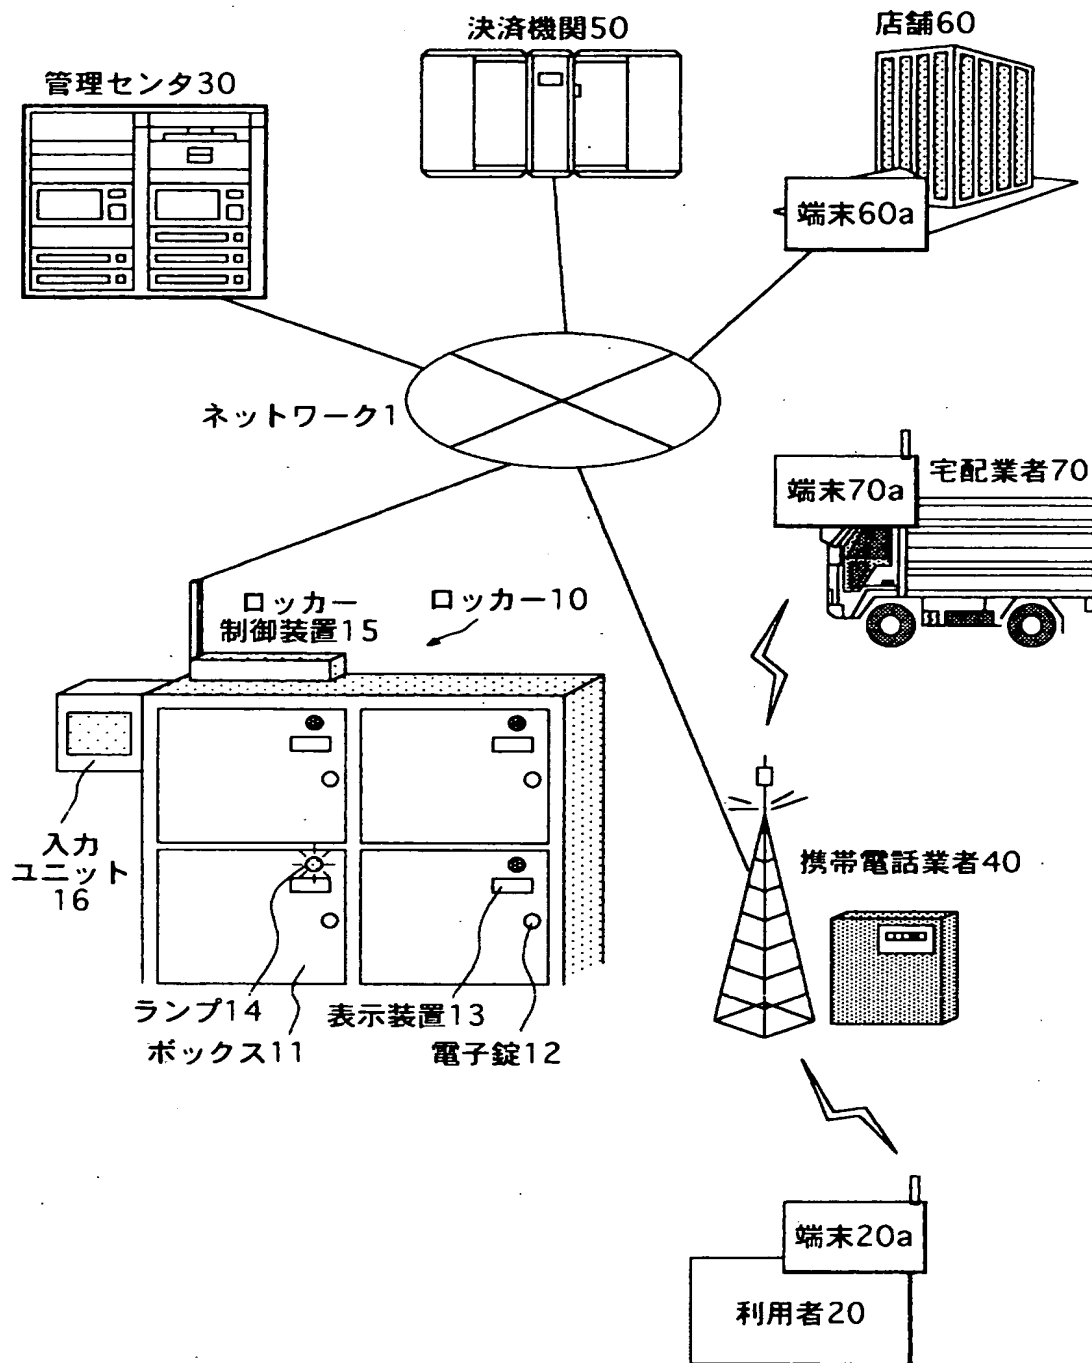 決済機関50
店舗60
管理センタ30
端末60a
ネットワーク1
宅配業者70
端末70a
ロッカー
制御装置15
ロッカー10
入力
ユニット
16
携帯電話業者40
ランプ14
表示装置13
ボックス11
電子錠12
端末20a
利用者20